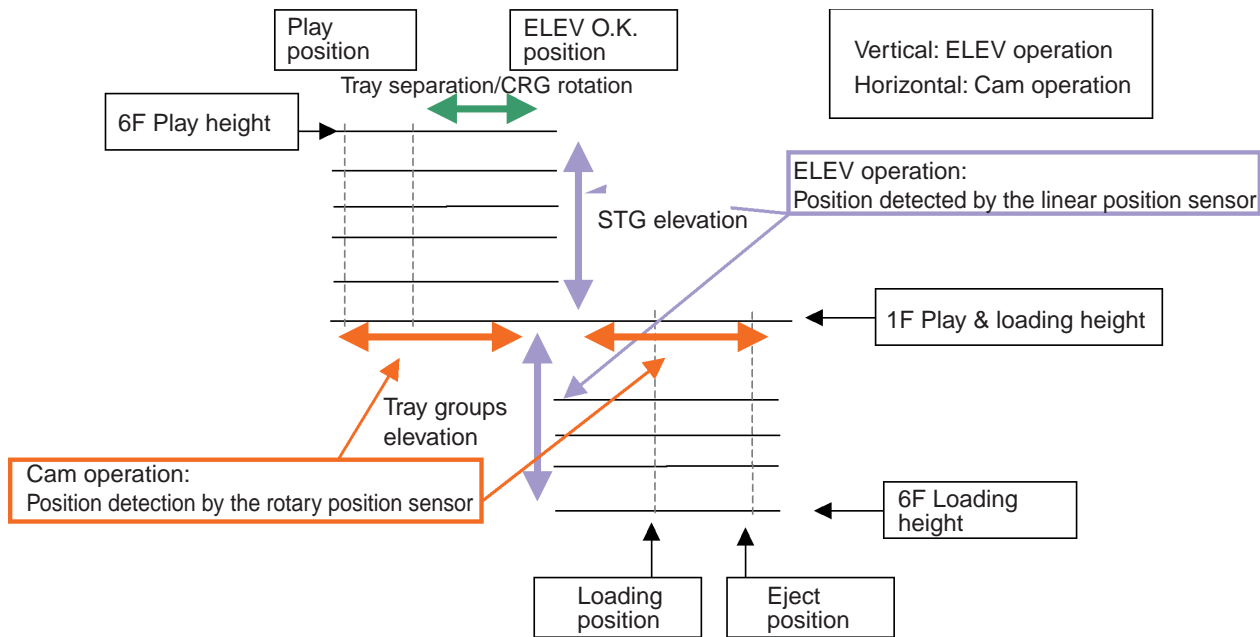 Play
position
ELEV O.K.
position
Vertical: ELEV operation
Horizontal: Cam operation
Tray separation/CRG rotation
6F Play height
ELEV operation:
Position detected by the linear position sensor
STG elevation
1F Play & loading height
Tray groups
elevation
Cam operation:
Position detection by the rotary position sensor
6F Loading
height
Loading
position
Eject
position